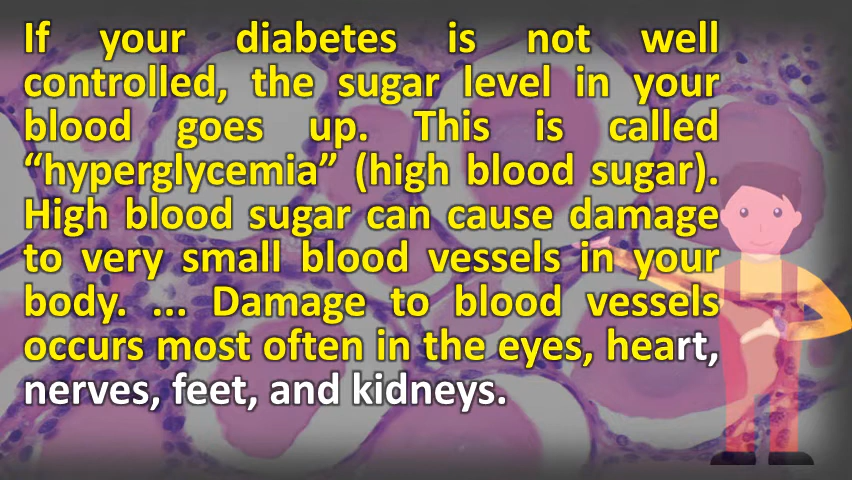 If your diabetes is not well
controlled, the sugar level in your
blood goes up. This is called
“hyperglycemia” (high blood sugar).
High blood sugar can cause damage
to very small blood vessels in your
body. ... Damage to blood vessels
occurs most often in the eyes, heart,
nerves, feet, and kidneys.